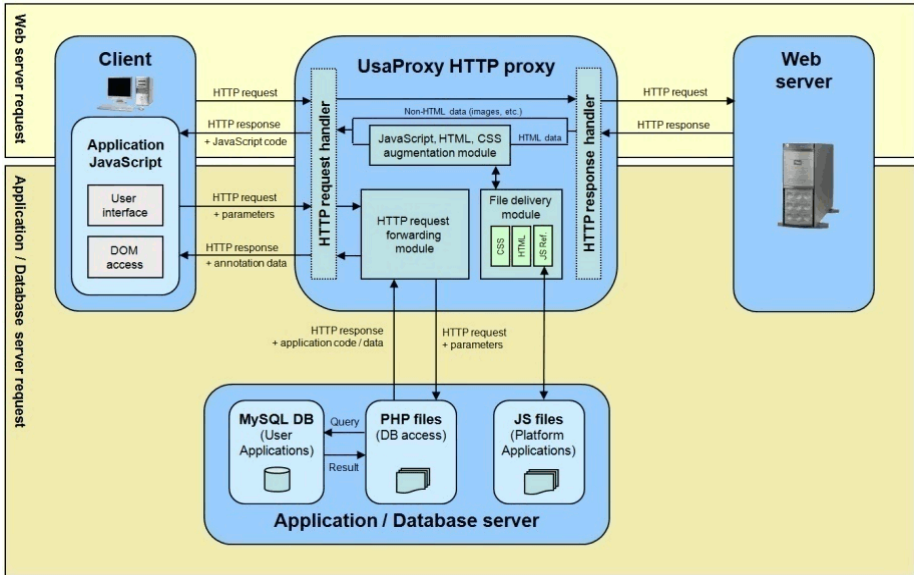 Web server request
Application / Database server request
Client
Application
JavaScript
User
interface
DOM
access
HTTP request
HTTP response
+ JavaScript code
HTTP request
+ parameters
HTTP response
+ annotation data
UsaProxy HTTP proxy
HTTP request handler
Non-HTML data (images, etc.)
JavaScript, HTML, CSS
augmentation module
HTML data
HTTP request
forwarding
module
File delivery
module
CSS
HTML
JS Ref.
HTTP response handler
HTTP request
HTTP response
Web
server
HTTP response
+ application code / data
HTTP request
+ parameters
MySQL DB
(User
Applications)
Query
Result
PHP files
(DB access)
JS files
(Platform
Applications)
Application / Database server